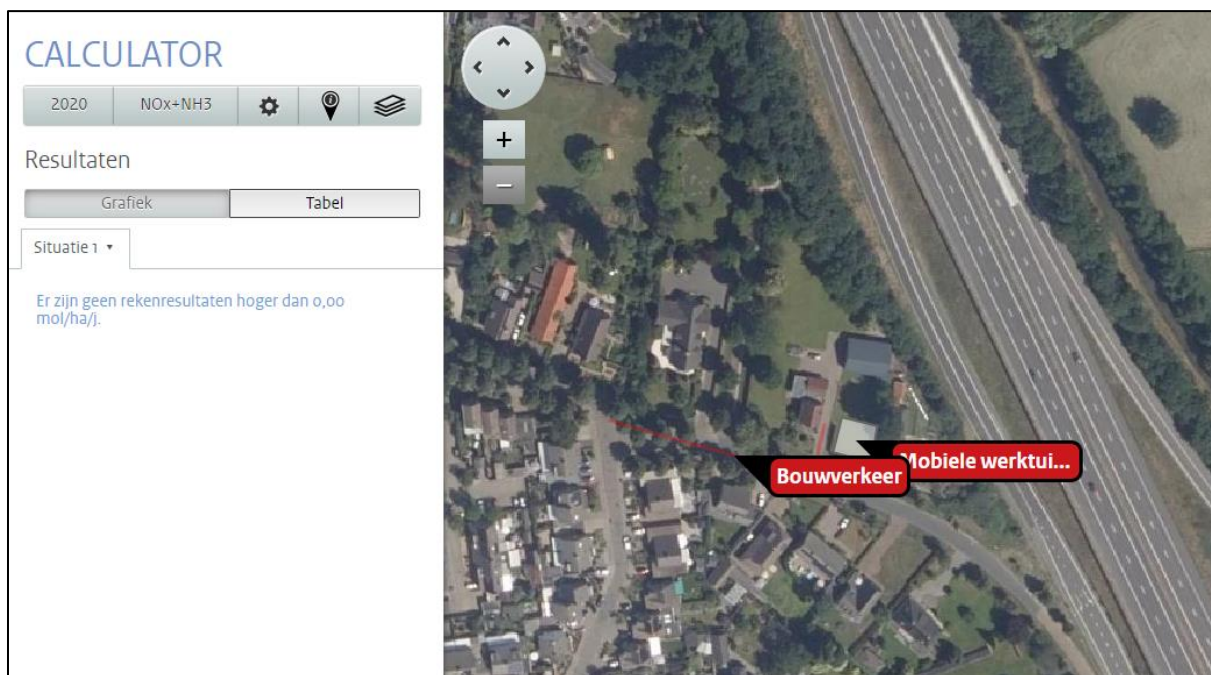 CALCULATOR
2020 NOx+NH3
Resultaten
Grafiek Tabel
Situatie 1
Er zijn geen rekenresultaten hoger dan 0,00
mol/ha/j.
Mobiele werktui...
Bouwverkeer